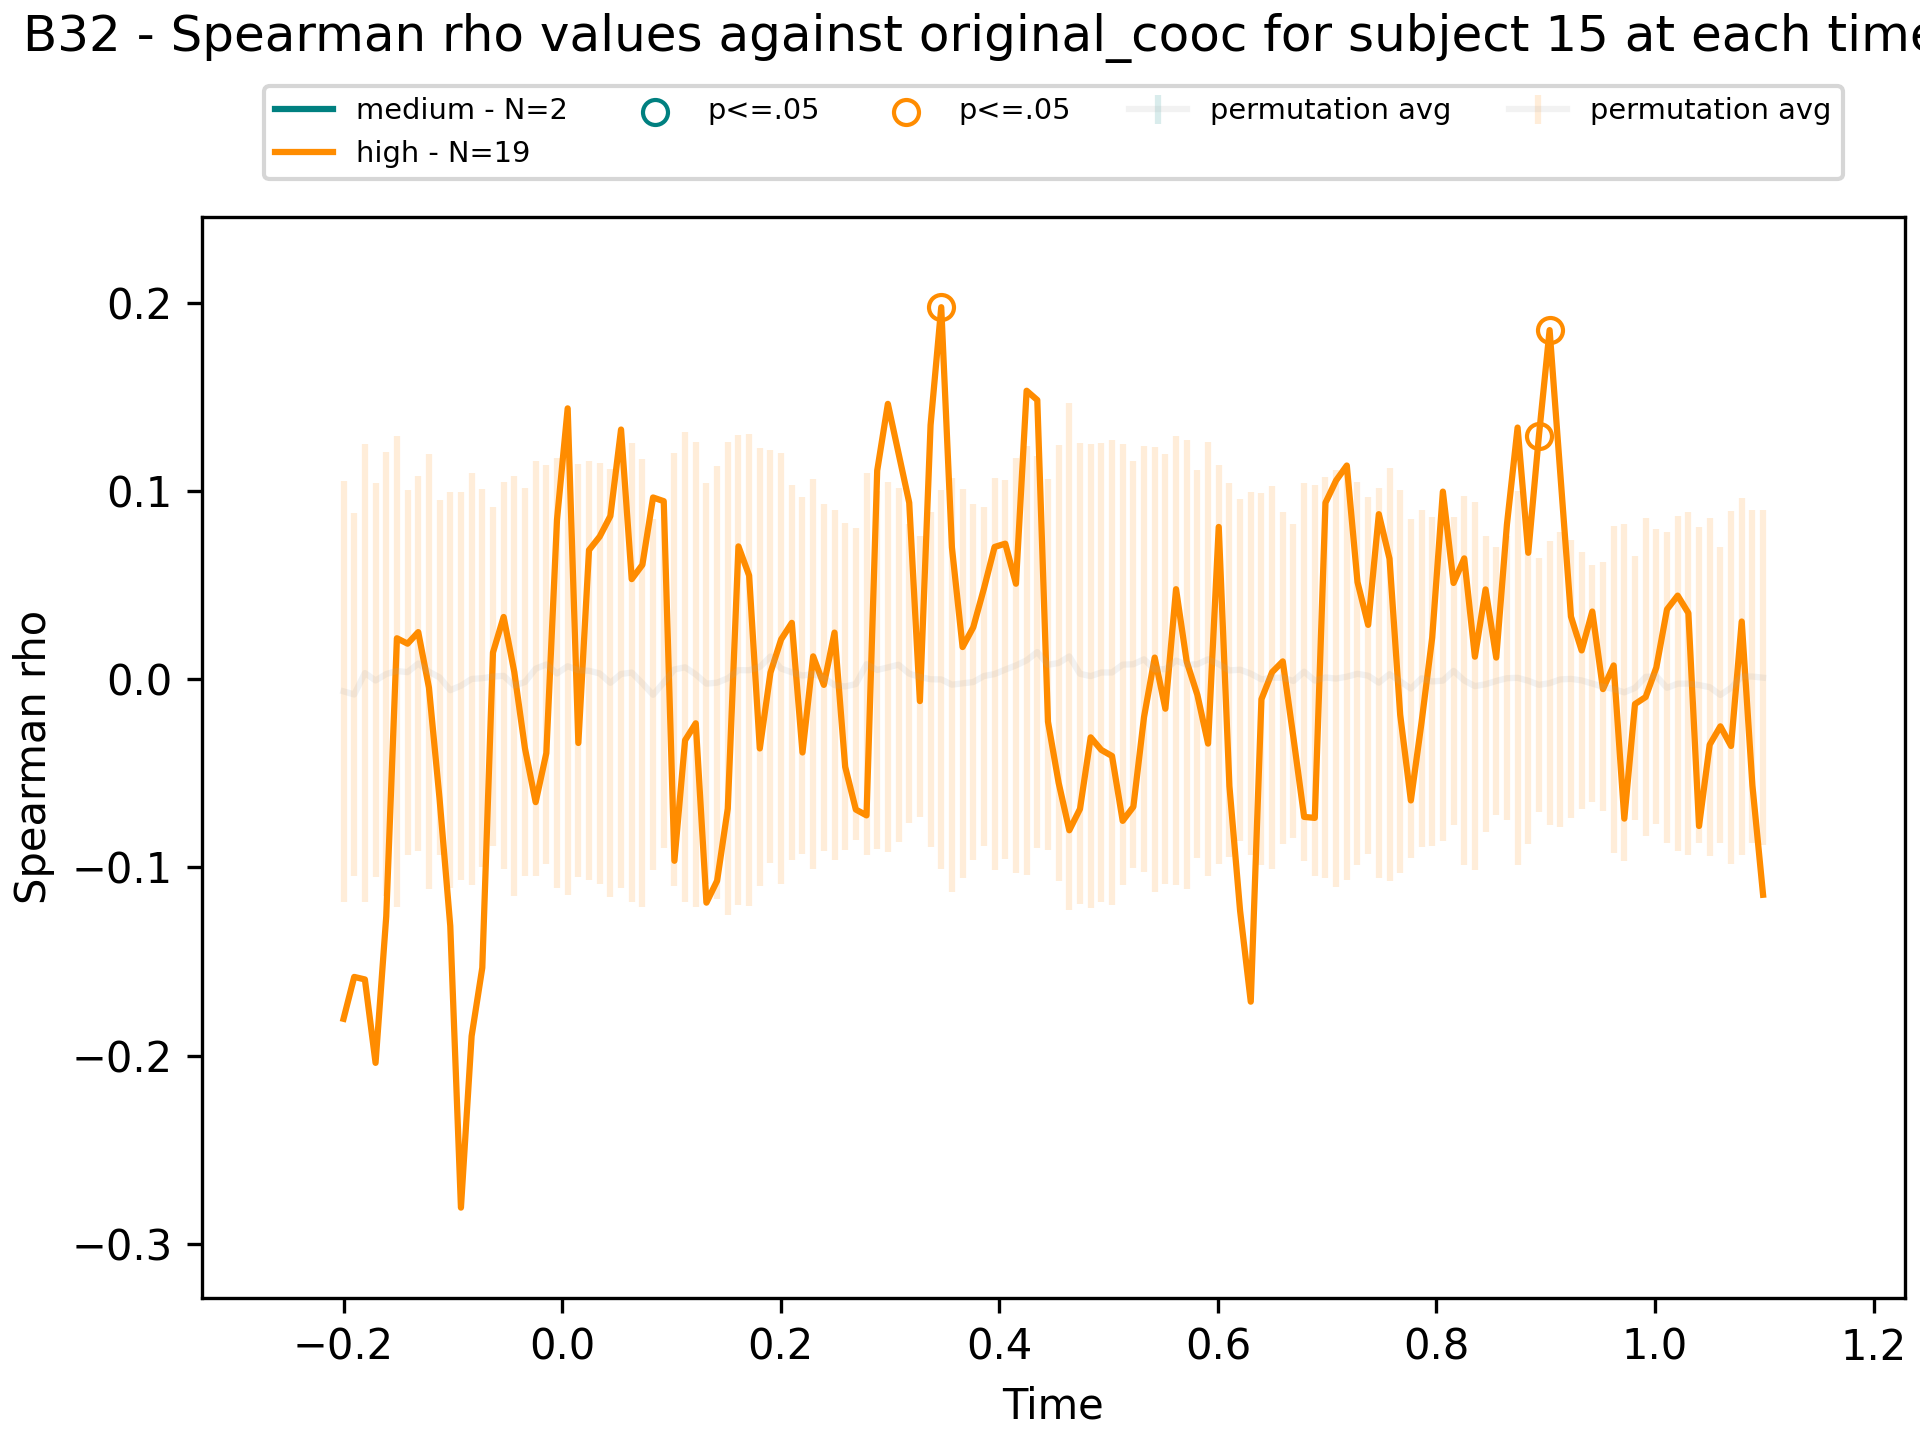 B32 - Spearman rho values against original_cooc for subject 15 at each time
medium - N=2 p<=.05 p<=.05 permutation avg permutation avg
high - N=19
0.2
0.1
0.0
−0.1
−0.2
−0.3
Spearman rho
−0.2 0.0 0.2 0.4 0.6 0.8 1.0 1.2
Time